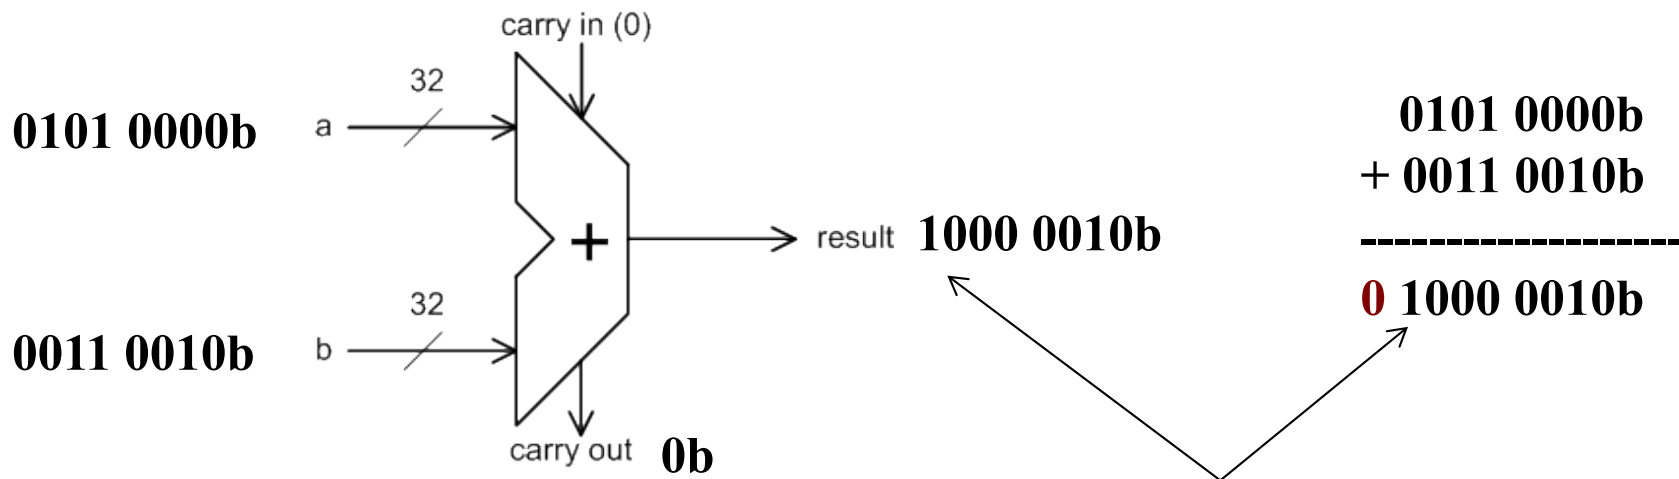 carry in (0)
32
0101 0000b a
+
result 1000 0010b
32
0011 0010b b
carry out 0b
0101 0000b
+ 0011 0010b
--------------------
0 1000 0010b